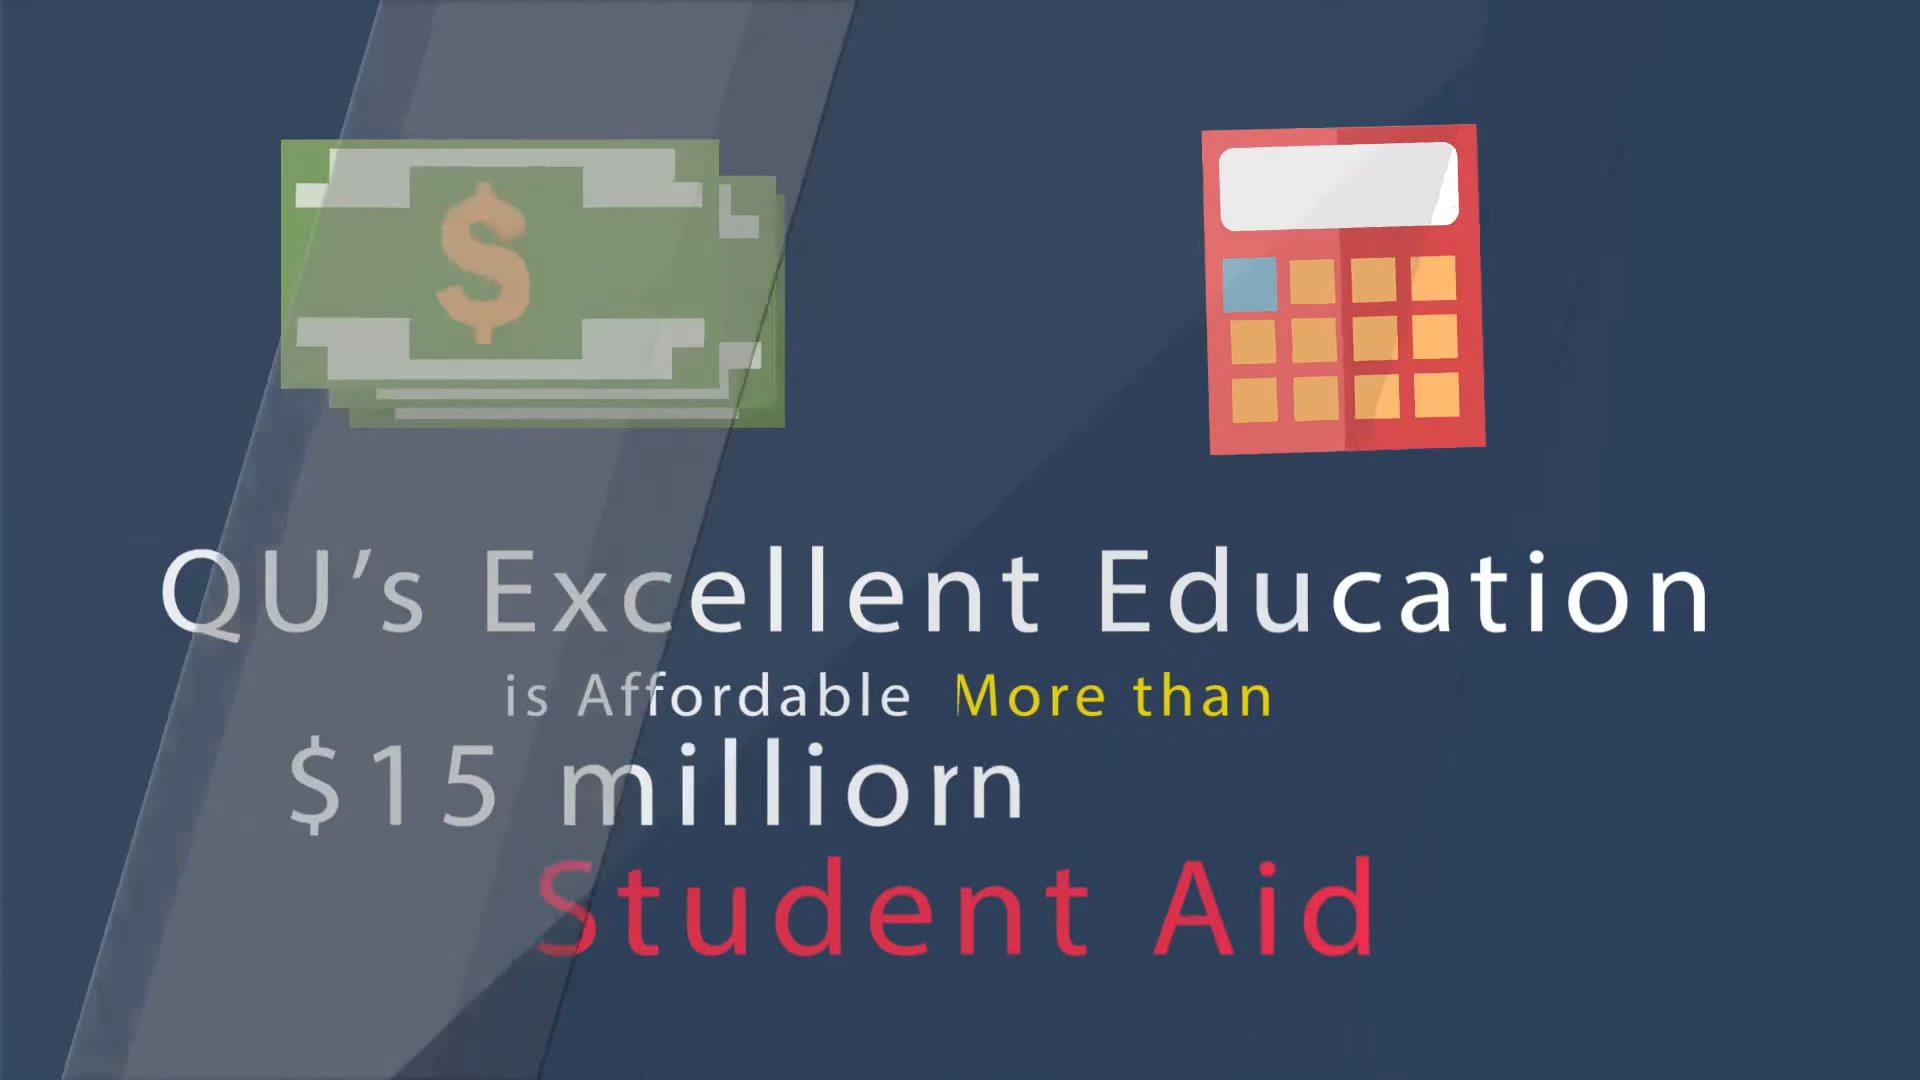 QU’s Excellent Education
is Affordable More than
$15 milliorn
Student Aid